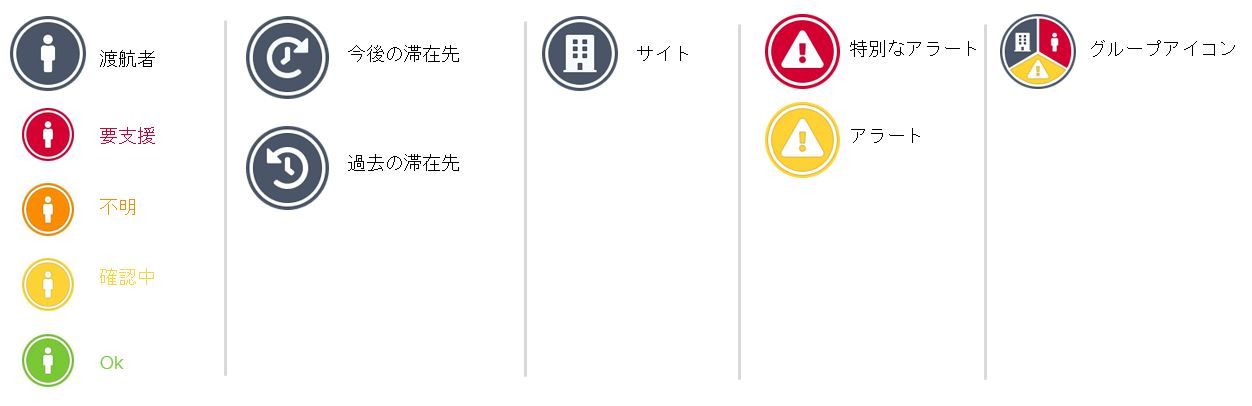 渡航者
要支援
不明
確認中
Ok
今後の滞在先
過去の滞在先
サイト
特別なアラート
アラート
グループアイコン